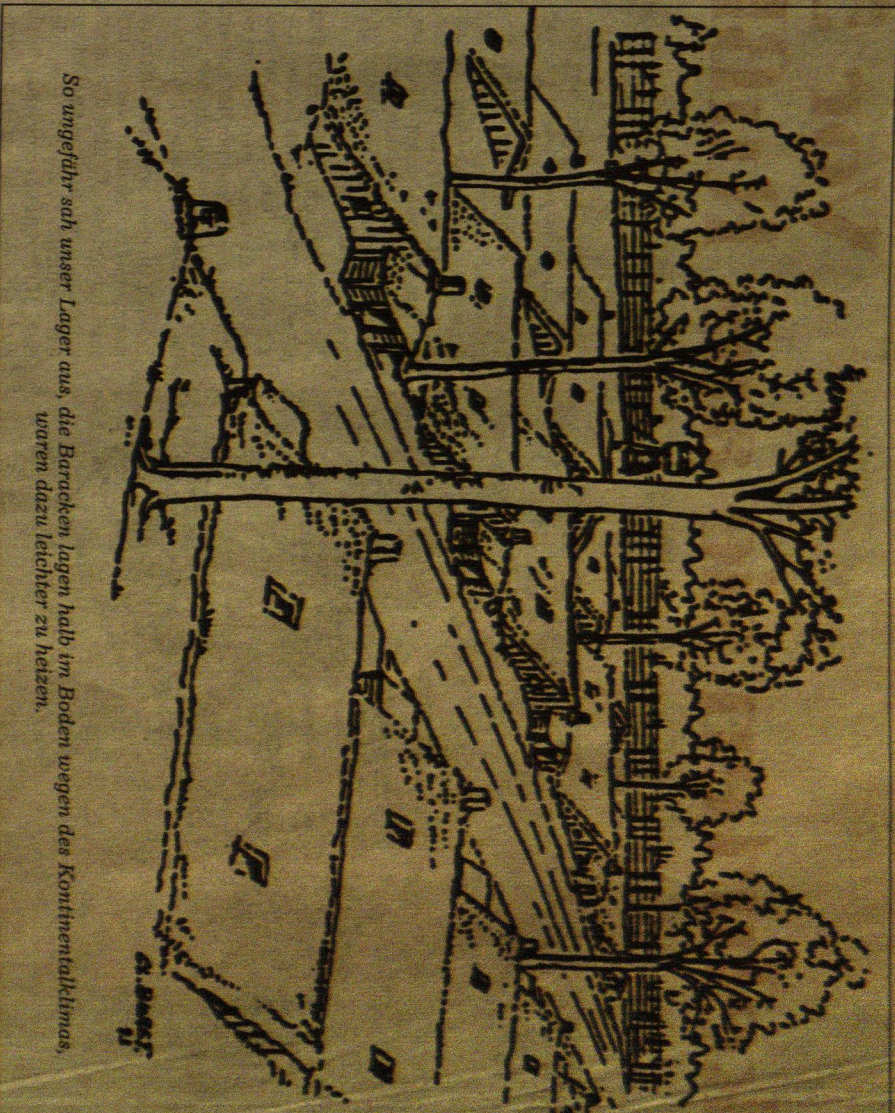 So ungefähr sah unser Lager aus, die Baracken lagen halb im Boden wegen des Kontinentalklimas,
waren dazu leichter zu heizen.